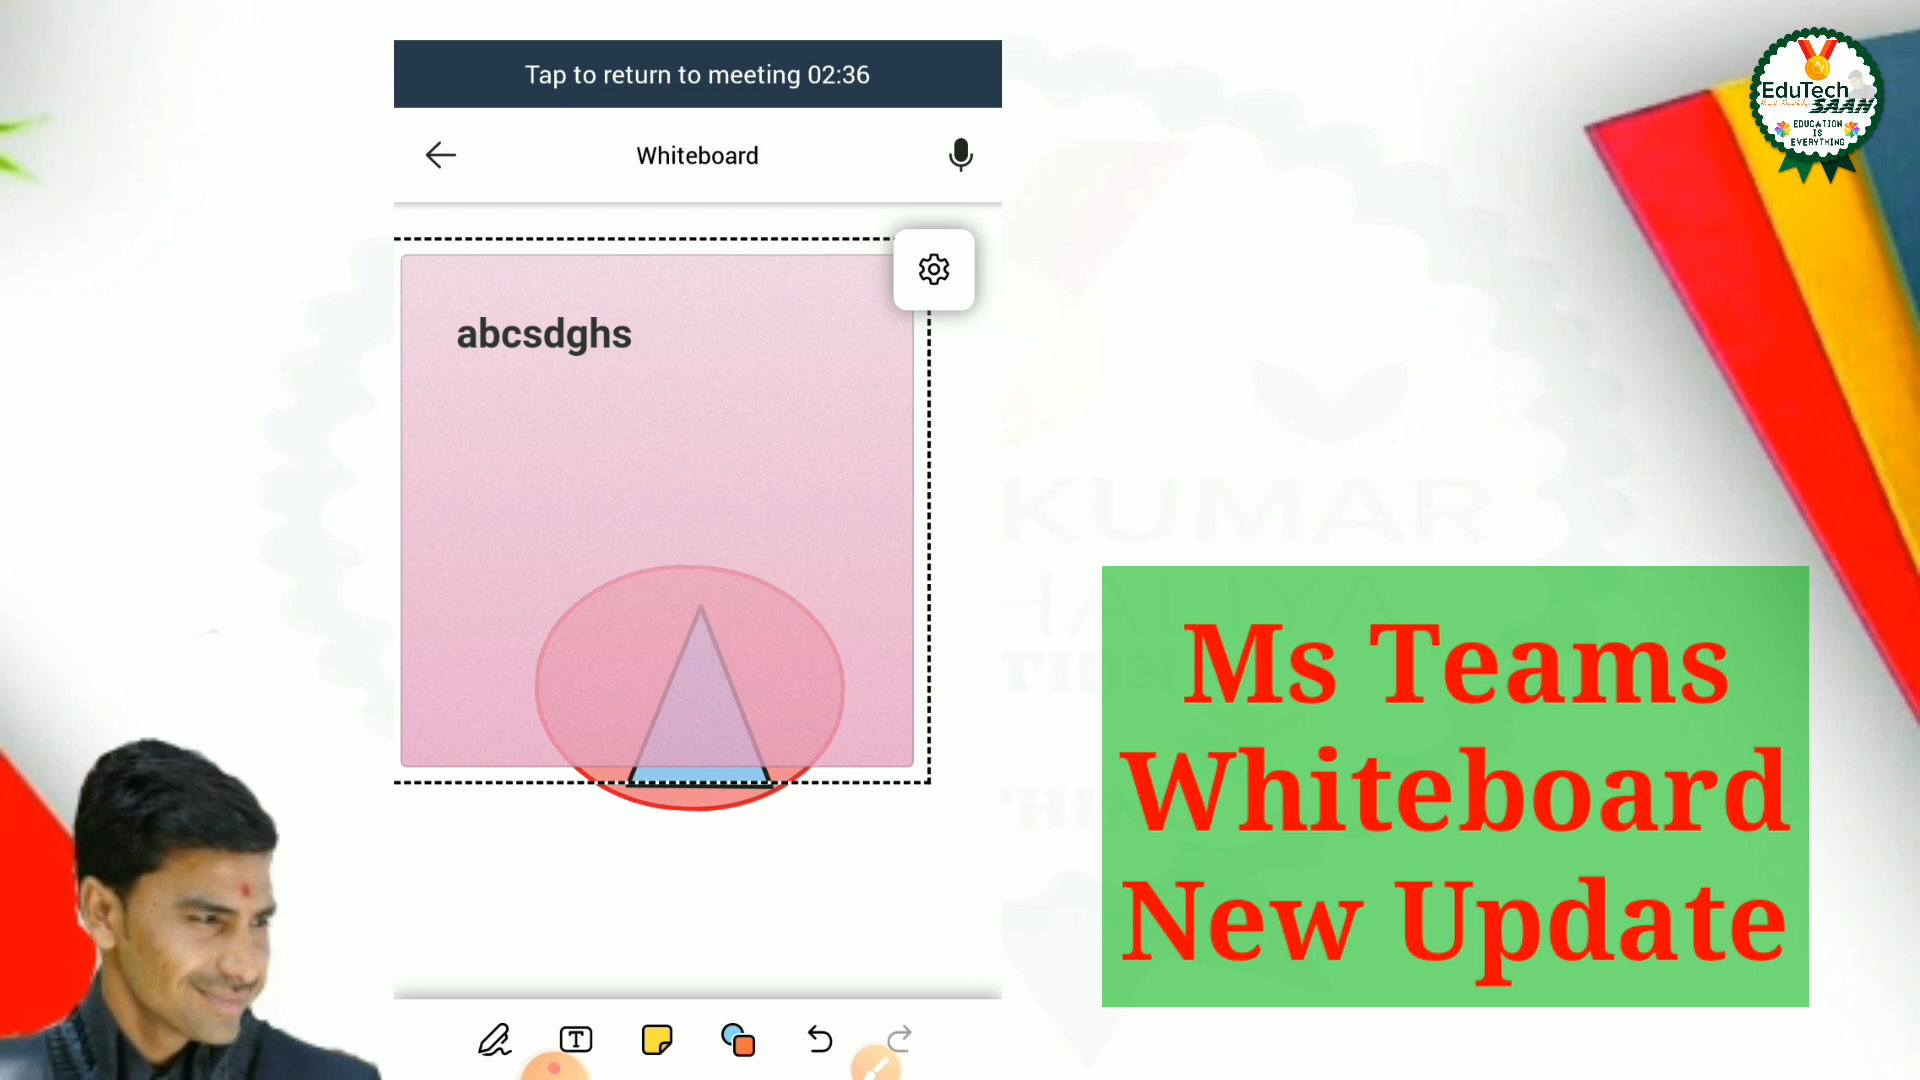 Tap to return to meeting 02:36
Whiteboard
abcsdghs
EduTech
SAAN
EDUCATION
IS
EVERYTHING
KUMAR
Ms Teams
Whiteboard
New Update